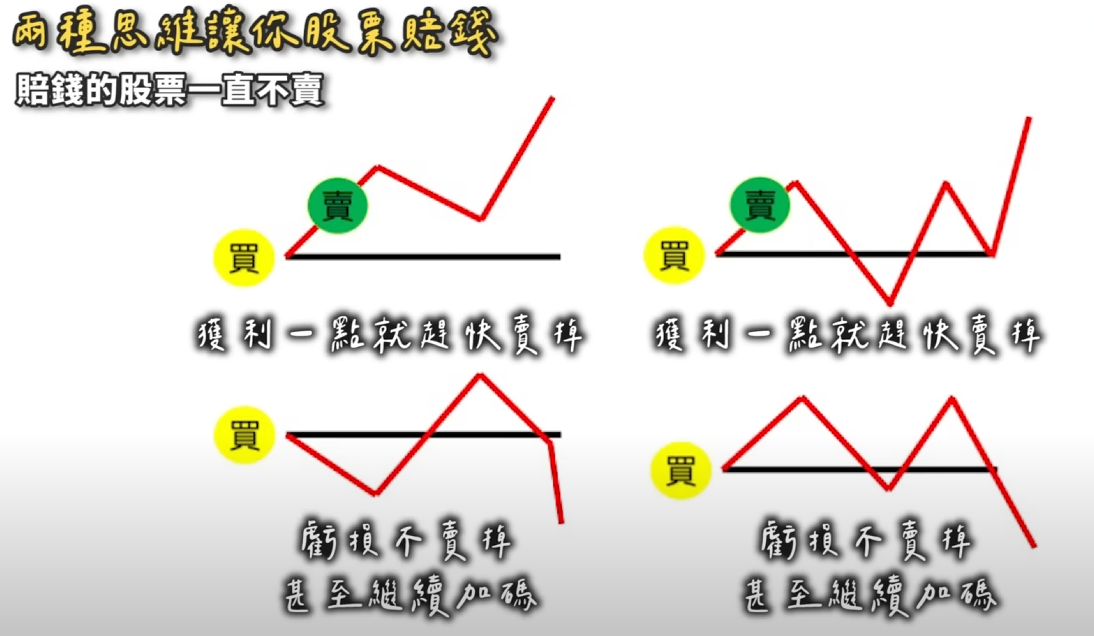 兩種思維讓你股票賠錢
賠錢的股票一直不賣
賣
買
獲利一點就趕快賣掉
賣
買
獲利一點就趕快賣掉
買
虧損不賣掉
甚至繼續加碼
買
虧損不賣掉
甚至繼續加碼